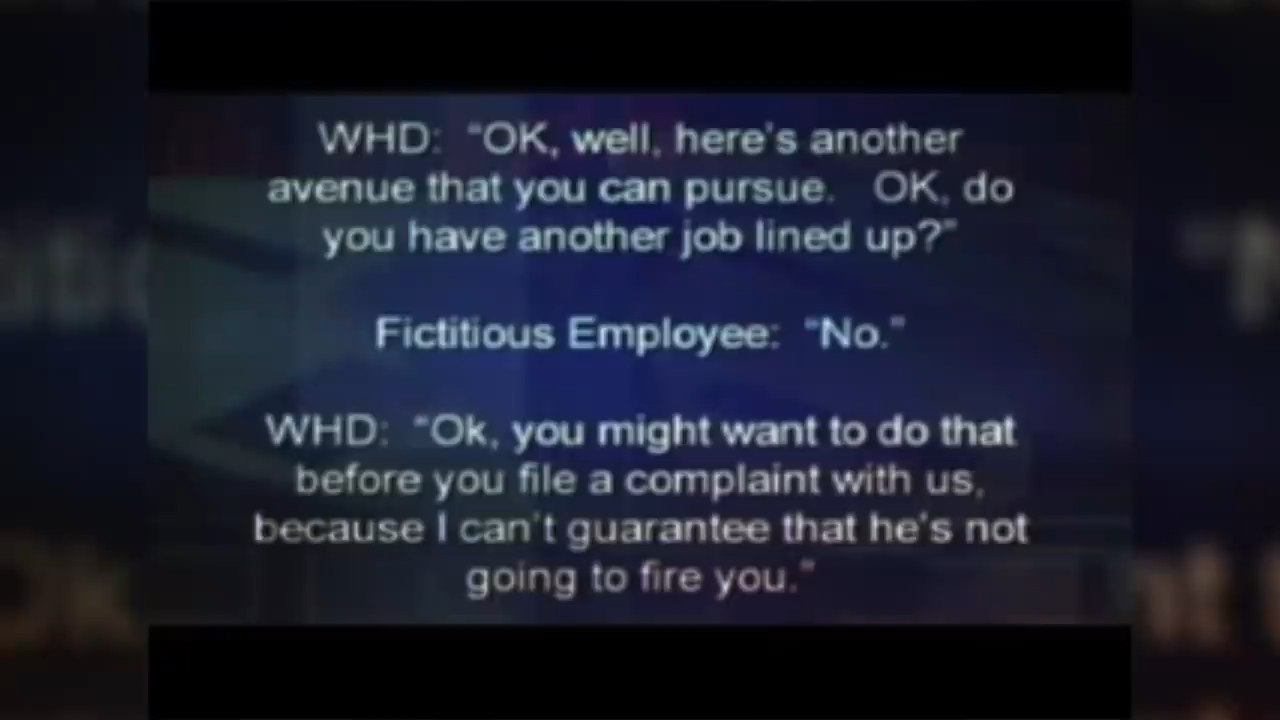 WHD: “OK, well, here’s another
avenue that you can pursue. OK, do
you have another job lined up?”
Fictitious Employee: “No.”
WHD: “Ok, you might want to do that
before you file a complaint with us,
because I can’t guarantee that he’s not
going to fire you.”